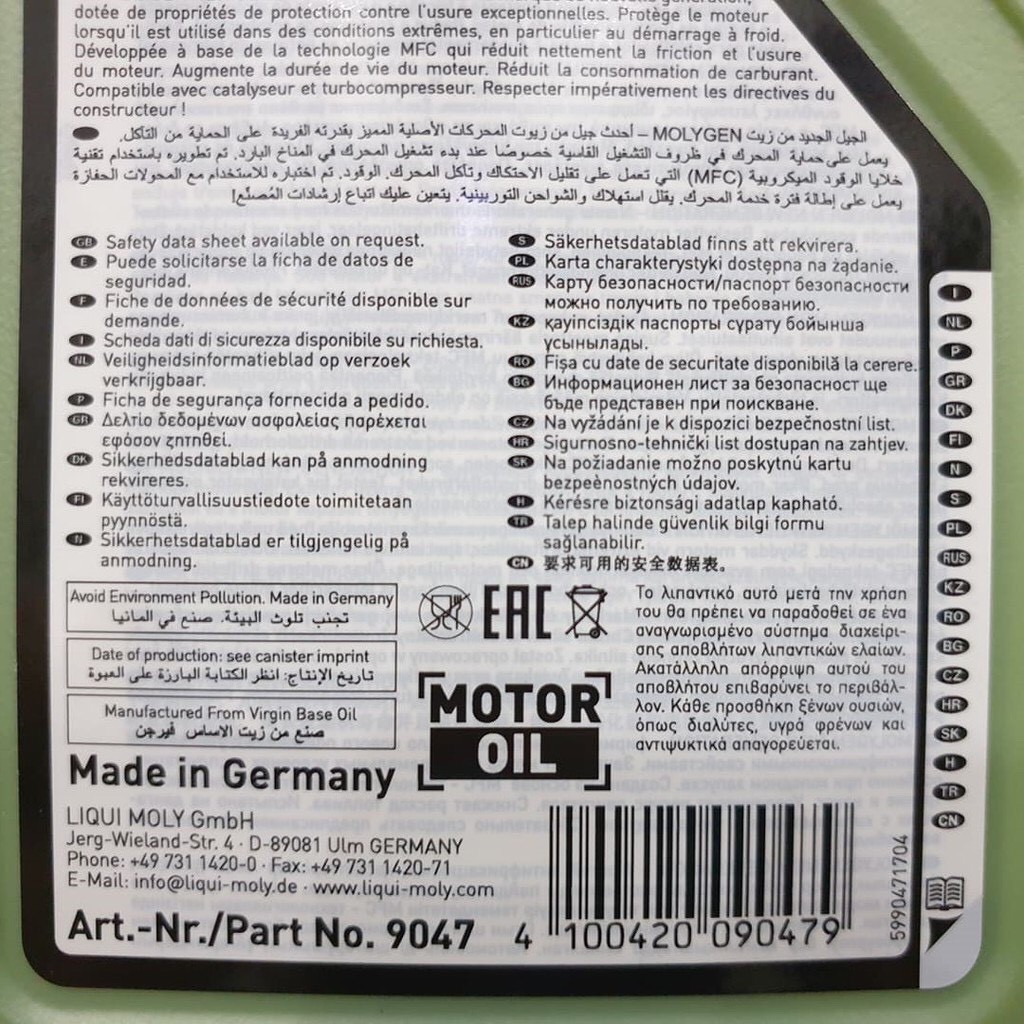 dotée de propriétés de protection contre l'usure exceptionnelles. Protège le moteur
lorsqu'il est utilisé dans des conditions extrêmes, en particulier au démarrage à froid.
Développée à base de la technologie MFC qui réduit nettement la friction et l'usure
du moteur. Augmente la durée de vie du moteur. Réduit la consommation de carburant.
Compatible avec catalyseur et turbocompresseur. Respecter impérativement les directives du
constructeur !
الجيل الجديد من زيت MOLYGEN – أحدث جيل من زيوت المحركات الأصلية المميز بقدرته الفريدة على الحماية من التآكل.
يعمل على حماية المحرك في ظروف التشغيل القاسية خصوصًا عند بدء تشغيل المحرك في المناخ البارد. تم تطويره باستخدام تقنية
خلايا الوقود الميكروبية (MFC) التي تعمل على تقليل الاحتكاك وتآكل المحرك. الوقود. تم اختباره للاستخدام مع المحولات الحفازة
يعمل على إطالة فترة خدمة المحرك. يقلل استهلاك والشواحن التوربينية. يتعين عليك اتباع إرشادات المُصنّع!
GB Safety data sheet available on request.
E Puede solicitarse la ficha de datos de
seguridad.
F Fiche de données de sécurité disponible sur
demande.
I Scheda dati di sicurezza disponibile su richiesta.
NL Veiligheidsinformatieblad op verzoek
verkrijgbaar.
P Ficha de segurança fornecida a pedido.
GR Δελτίο δεδομένων ασφαλείας παρέχεται
εφόσον ζητηθεί.
DK Sikkerhedsdatablad kan på anmodning
rekvireres.
FI Käyttöturvallisuustiedote toimitetaan
pyynnöstä.
N Sikkerhetsdatablad er tilgjengelig på
anmodning.
S Säkerhetsdatablad finns att rekvirera.
PL Karta charakterystyki dostępna na żądanie.
RUS Карту безопасности/паспорт безопасности
можно получить по требованию.
KZ қауіпсіздік паспорты сұрату бойынша
ұсынылады.
RO Fișa cu date de securitate disponibilă la cerere.
BG Информационен лист за безопасност ще
бъде представен при поискване.
CZ Na vyžádání je k dispozici bezpečnostní list.
HR Sigurnosno-tehnički list dostupan na zahtjev.
SK Na požiadanie možno poskytnú kartu
bezpeènostných údajov.
H Kérésre biztonsági adatlap kapható.
TR Talep halinde güvenlik bilgi formu
sağlanabilir.
CN 要求可用的安全数据表。
Avoid Environment Pollution. Made in Germany
تجنب تلوث البيئة. صنع في المانيا
Date of production: see canister imprint
تاريخ الإنتاج: انظر الكتابة البارزة على العبوة
Manufactured From Virgin Base Oil
صنع من زيت الاساس فيرجن
EAC
MOTOR
OIL
Το λιπαντικό αυτό μετά την χρήση
του θα πρέπει να παραδοθεί σε ένα
αναγνωρισμένο σύστημα διαχείρι-
σης αποβλήτων λιπαντικών ελαίων.
Ακατάλληλη απόρριψη αυτού του
αποβλήτου επιβαρύνει το περιβάλ-
λον. Κάθε προσθήκη ξένων ουσιών,
όπως διαλύτες, υγρά φρένων και
αντιψυκτικά απαγορεύεται.
Made in Germany
LIQUI MOLY GmbH
Jerg-Wieland-Str. 4 · D-89081 Ulm GERMANY
Phone: +49 731 1420-0 · Fax: +49 731 1420-71
E-Mail: info@liqui-moly.de · www.liqui-moly.com
Art.-Nr./Part No. 9047
4 100420 090479
5990471704
I
NL
P
GR
DK
FI
N
S
PL
RUS
KZ
RO
BG
CZ
HR
SK
H
TR
CN